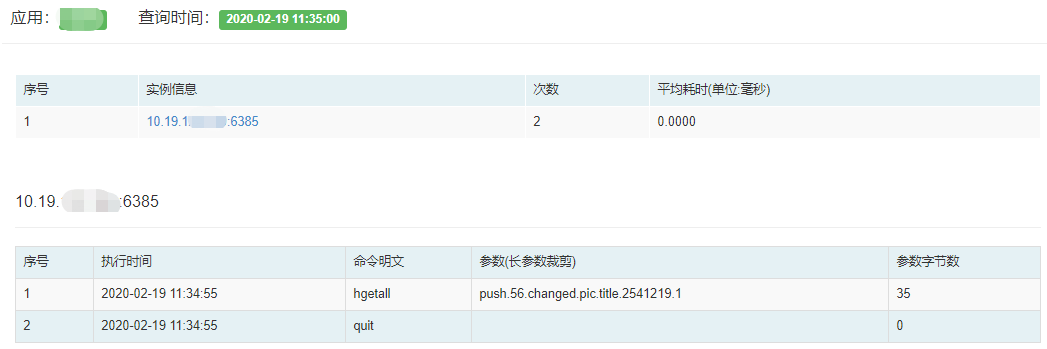 应用： 查询时间： 2020-02-19 11:35:00
序号 实例信息 次数 平均耗时(单位:毫秒)
1 10.19.1 :6385 2 0.0000
10.19. :6385
序号 执行时间 命令明文 参数(长参数裁剪) 参数字节数
1 2020-02-19 11:34:55 hgetall push.56.changed.pic.title.2541219.1 35
2 2020-02-19 11:34:55 quit 0